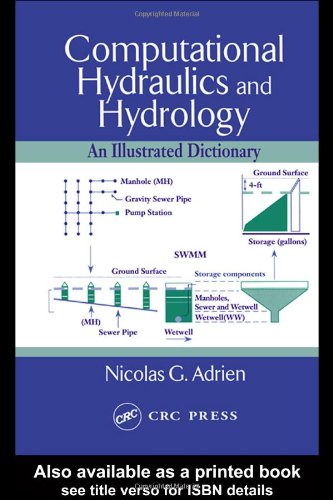 Computational
Hydraulics and
Hydrology
An Illustrated Dictionary
Ground Surface
4-ft
Manhole (MH)
Gravity Sewer Pipe
Pump Station
Storage (gallons)
SWMM
Ground Surface
Storage components
Manholes,
Sewer and Wetwell
Wetwell(WW)
(MH)
Sewer Pipe
Wetwell
Nicolas G. Adrien
CRC
CRC PRESS
Also available as a printed book
see title verso for ISBN details